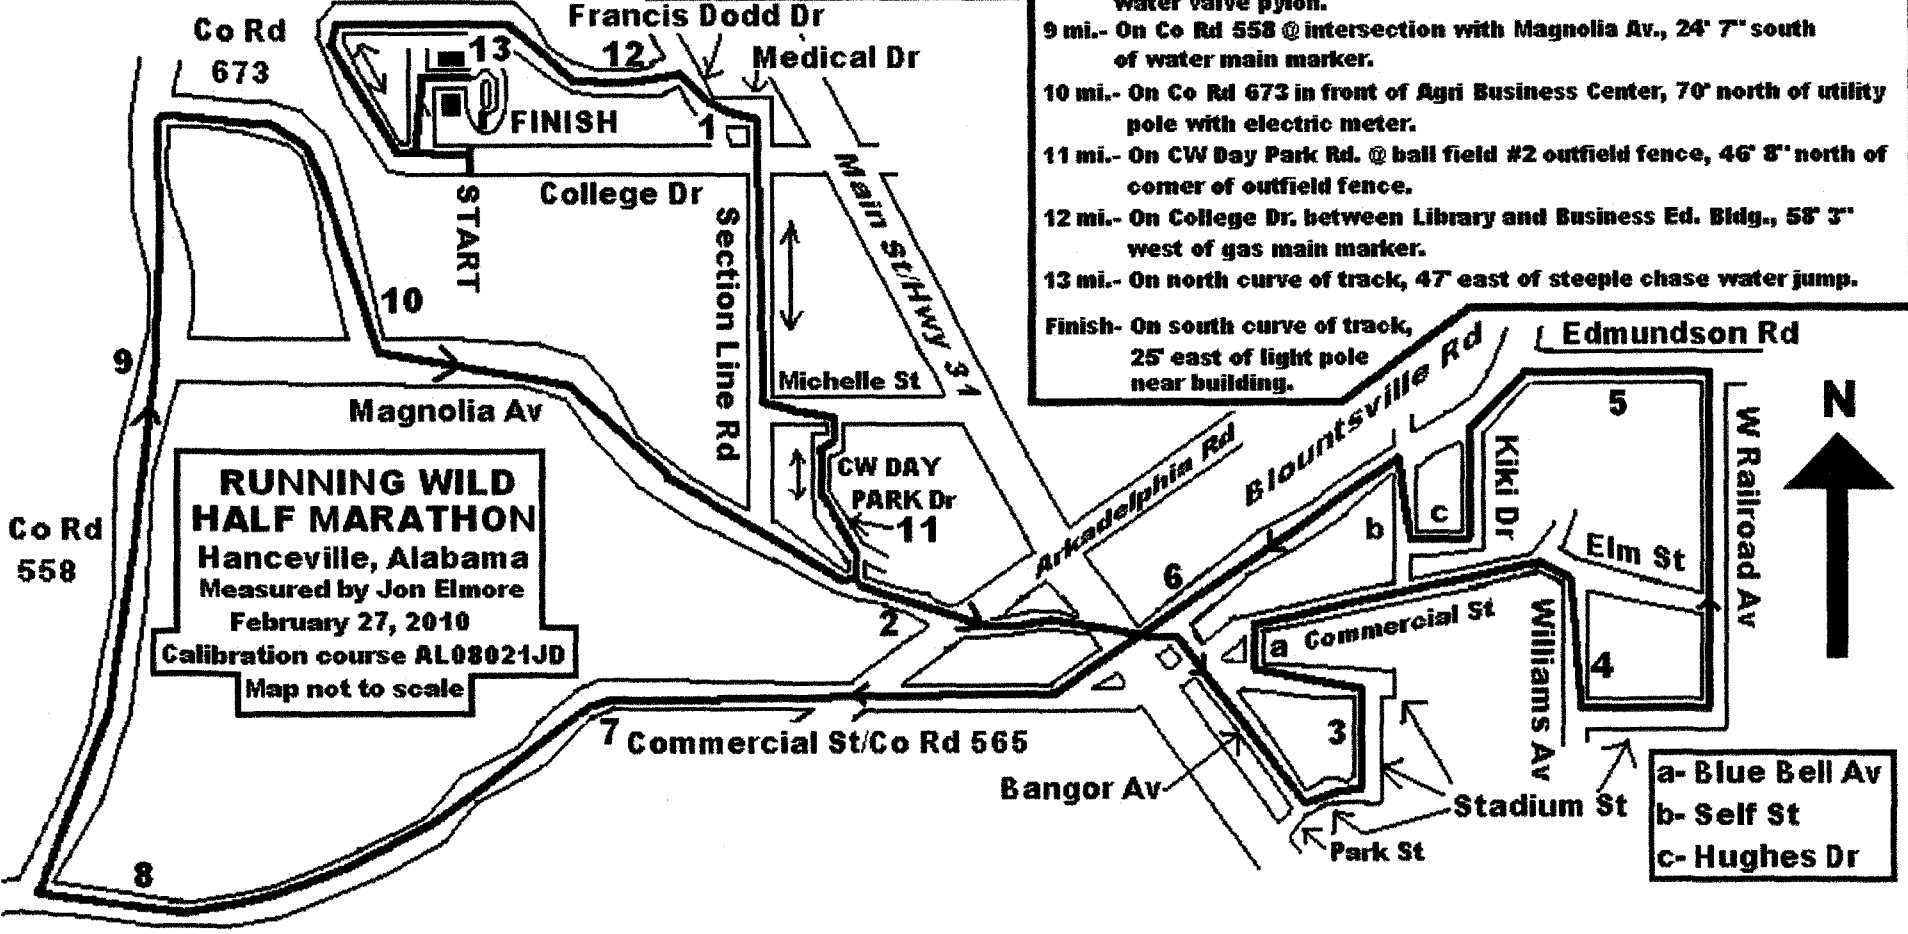 water valve pylon.
9 mi.- On Co Rd 558 @ intersection with Magnolia Av., 24' 7" south
of water main marker.
10 mi.- On Co Rd 673 in front of Agri Business Center, 70' north of utility
pole with electric meter.
11 mi.- On CW Day Park Rd. @ ball field #2 outfield fence, 46' 8" north of
corner of outfield fence.
12 mi.- On College Dr. between Library and Business Ed. Bldg., 58' 3"
west of gas main marker.
13 mi.- On north curve of track, 47' east of steeple chase water jump.
Finish- On south curve of track,
25' east of light pole
near building.
Co Rd
673
Francis Dodd Dr
Medical Dr
13
12
FINISH
1
College Dr
START
Section Line Rd
Main St/Hwy 31
10
9
Magnolia Av
Michelle St
CW DAY
PARK Dr
11
Arkadelphia Rd
Blountsville Rd
Edmundson Rd
5
N
W Railroad Av
Kiki Dr
c
b
Elm St
RUNNING WILD
HALF MARATHON
Hanceville, Alabama
Measured by Jon Elmore
February 27, 2010
Calibration course AL08021JD
Map not to scale
Co Rd
558
2
6
a
Commercial St
Williams Av
4
3
7
Commercial St/Co Rd 565
Bangor Av
Stadium St
Park St
8
a- Blue Bell Av
b- Self St
c- Hughes Dr